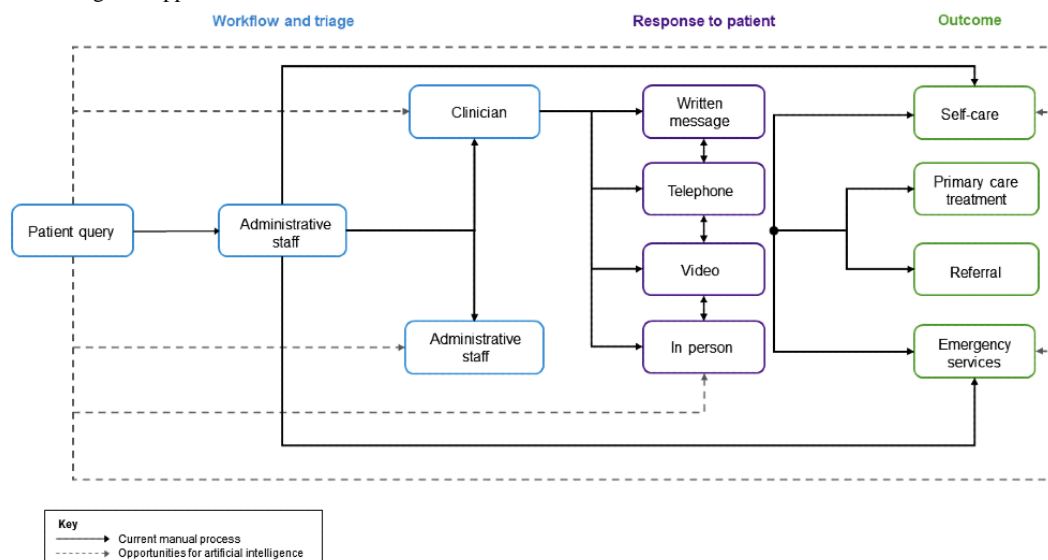 Workflow and triage
Response to patient
Outcome
Clinician
Written
message
Self-care
Telephone
Primary care
treatment
Patient query
Administrative
staff
Video
Referral
Administrative
staff
In person
Emergency
services
Key
Current manual process
Opportunities for artificial intelligence